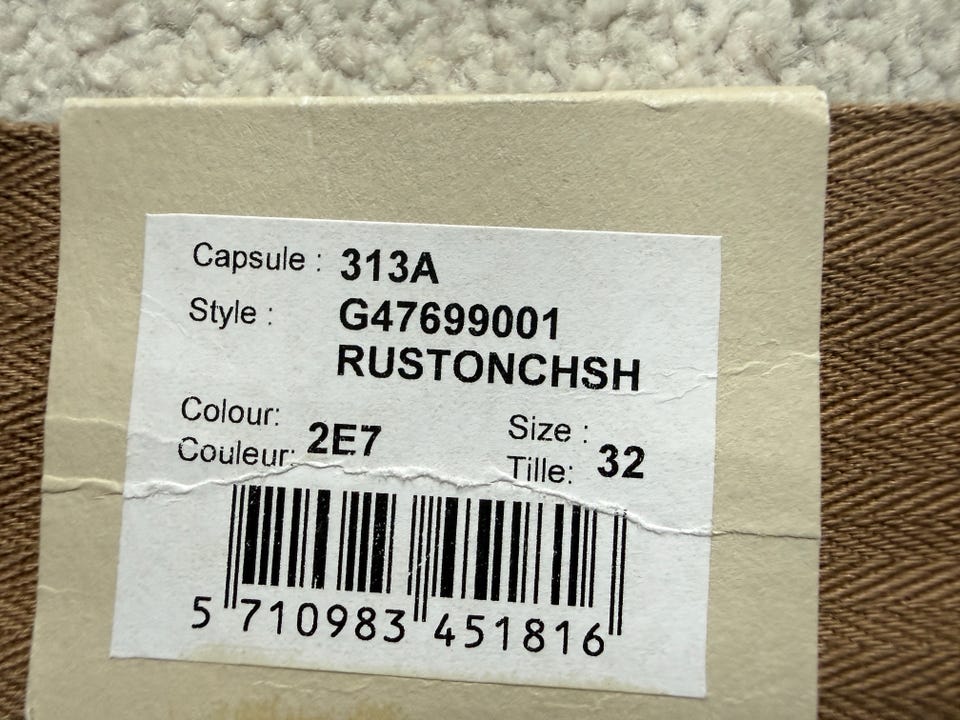 Capsule : 313A
Style : G47699001
RUSTONCHSH
Colour:
Couleur: 2E7
Size :
Tille: 32
5 710983 451816